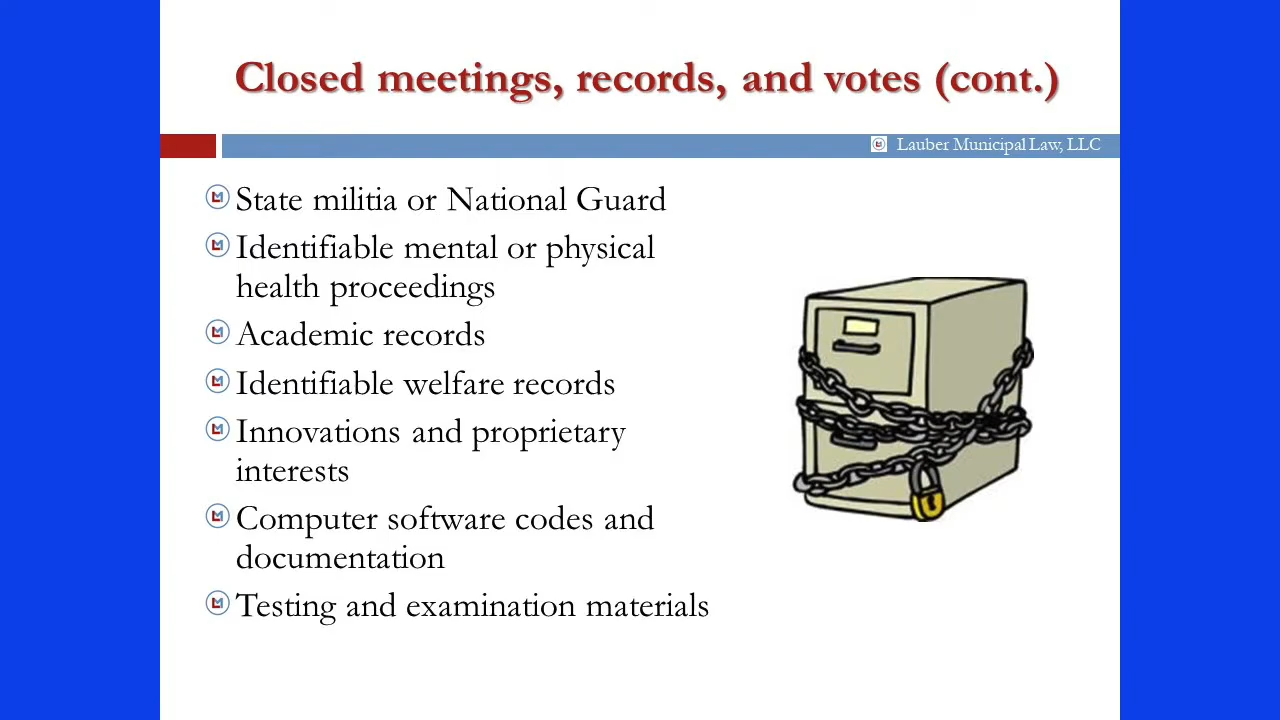 Closed meetings, records, and votes (cont.)
Lauber Municipal Law, LLC
State militia or National Guard
Identifiable mental or physical
health proceedings
Academic records
Identifiable welfare records
Innovations and proprietary
interests
Computer software codes and
documentation
Testing and examination materials